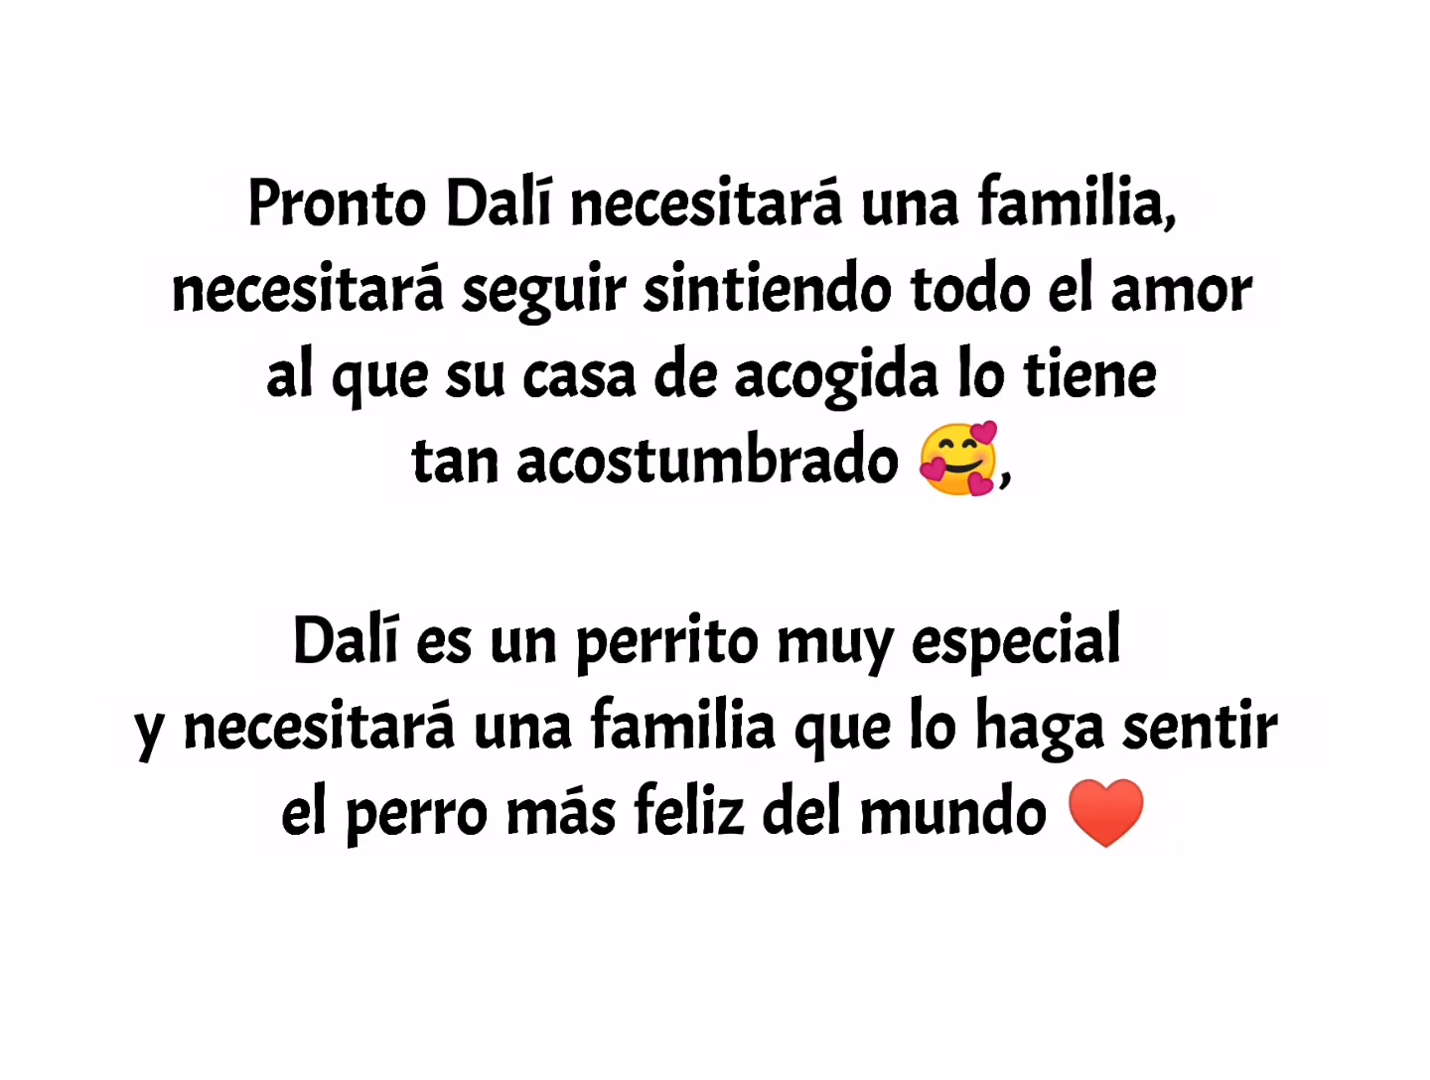 Pronto Dalí necesitará una familia,
necesitará seguir sintiendo todo el amor
al que su casa de acogida lo tiene
tan acostumbrado 🥰,
Dalí es un perrito muy especial
y necesitará una familia que lo haga sentir
el perro más feliz del mundo ♥️